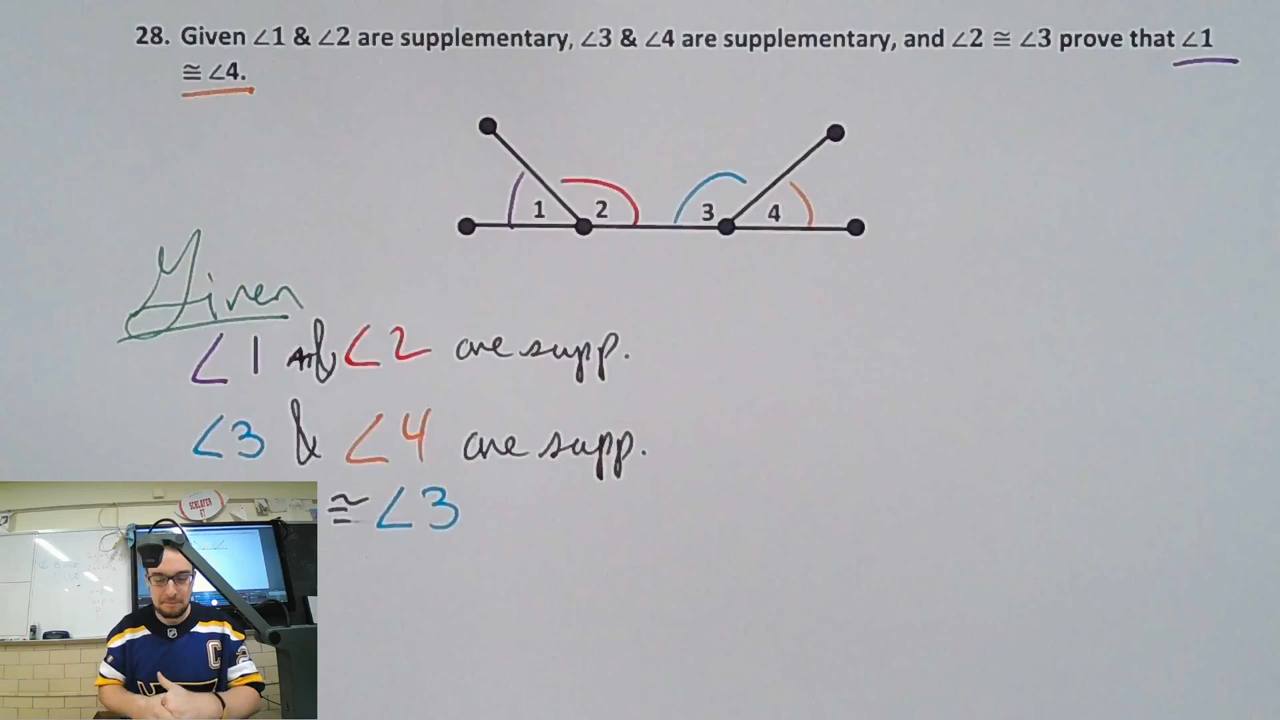 28. Given ∠1 & ∠2 are supplementary, ∠3 & ∠4 are supplementary, and ∠2 ≅ ∠3 prove that ∠1
≅ ∠4.
1 2 3 4
Given
∠1 & ∠2 are supp.
∠3 & ∠4 are supp.
≅ ∠3
SCHLAFER
C